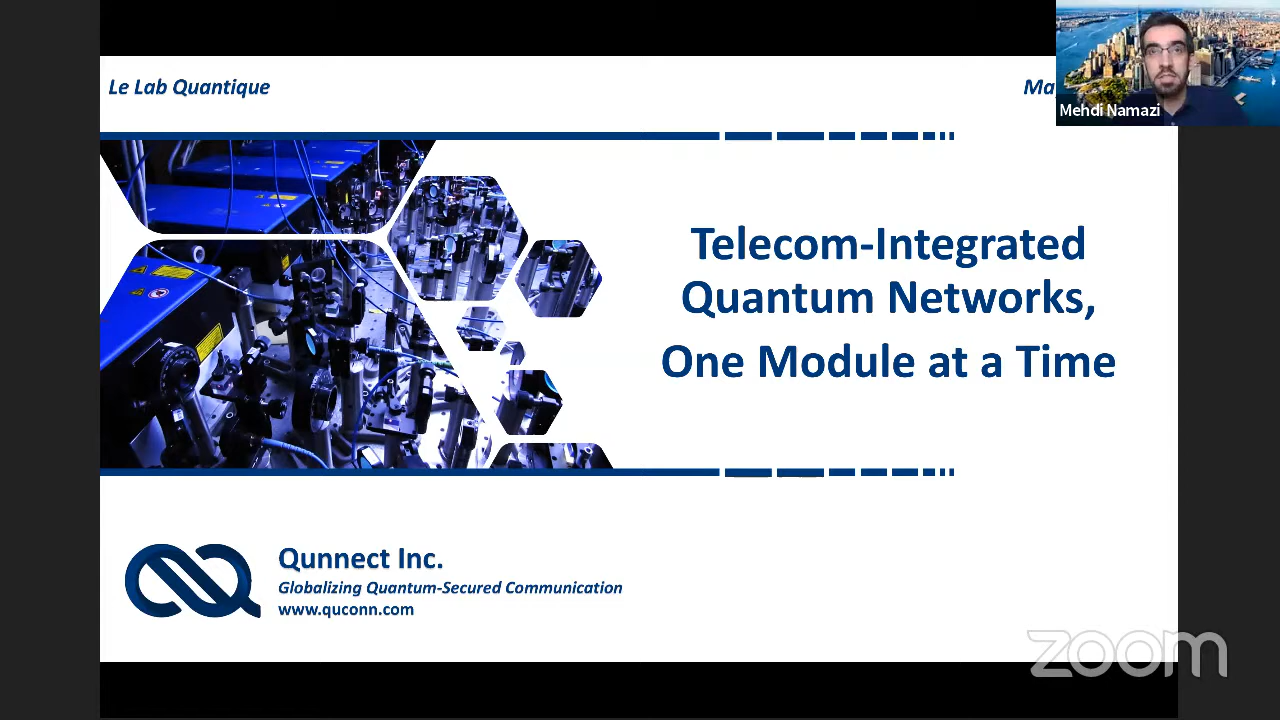 Le Lab Quantique
Mehdi Namazi
Telecom-Integrated
Quantum Networks,
One Module at a Time
Qunnect Inc.
Globalizing Quantum-Secured Communication
www.quconn.com
zoom